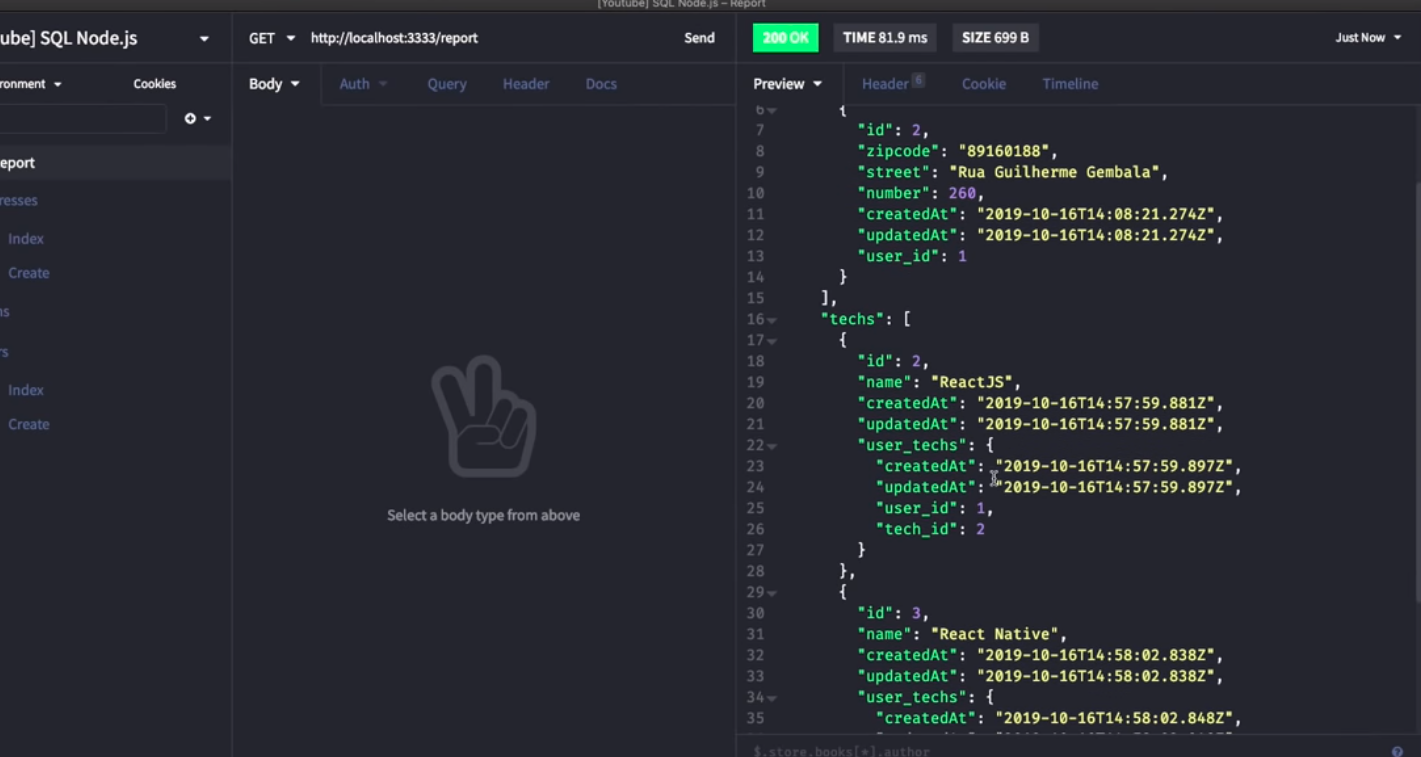 [Youtube] SQL Node.js – Report
ube] SQL Node.js
GET http://localhost:3333/report Send
200 OK TIME 81.9 ms SIZE 699 B Just Now
ronment Cookies
Body Auth Query Header Docs
Preview Header 6 Cookie Timeline
eport
resses
Index
Create
ns
rs
Index
Create
Select a body type from above
6 {
7 "id": 2,
8 "zipcode": "89160188",
9 "street": "Rua Guilherme Gembala",
10 "number": 260,
11 "createdAt": "2019-10-16T14:08:21.274Z",
12 "updatedAt": "2019-10-16T14:08:21.274Z",
13 "user_id": 1
14 }
15 ],
16 "techs": [
17 {
18 "id": 2,
19 "name": "ReactJS",
20 "createdAt": "2019-10-16T14:57:59.881Z",
21 "updatedAt": "2019-10-16T14:57:59.881Z",
22 "user_techs": {
23 "createdAt": "2019-10-16T14:57:59.897Z",
24 "updatedAt": "2019-10-16T14:57:59.897Z",
25 "user_id": 1,
26 "tech_id": 2
27 }
28 },
29 {
30 "id": 3,
31 "name": "React Native",
32 "createdAt": "2019-10-16T14:58:02.838Z",
33 "updatedAt": "2019-10-16T14:58:02.838Z",
34 "user_techs": {
35 "createdAt": "2019-10-16T14:58:02.848Z",
$.store.books[*].author